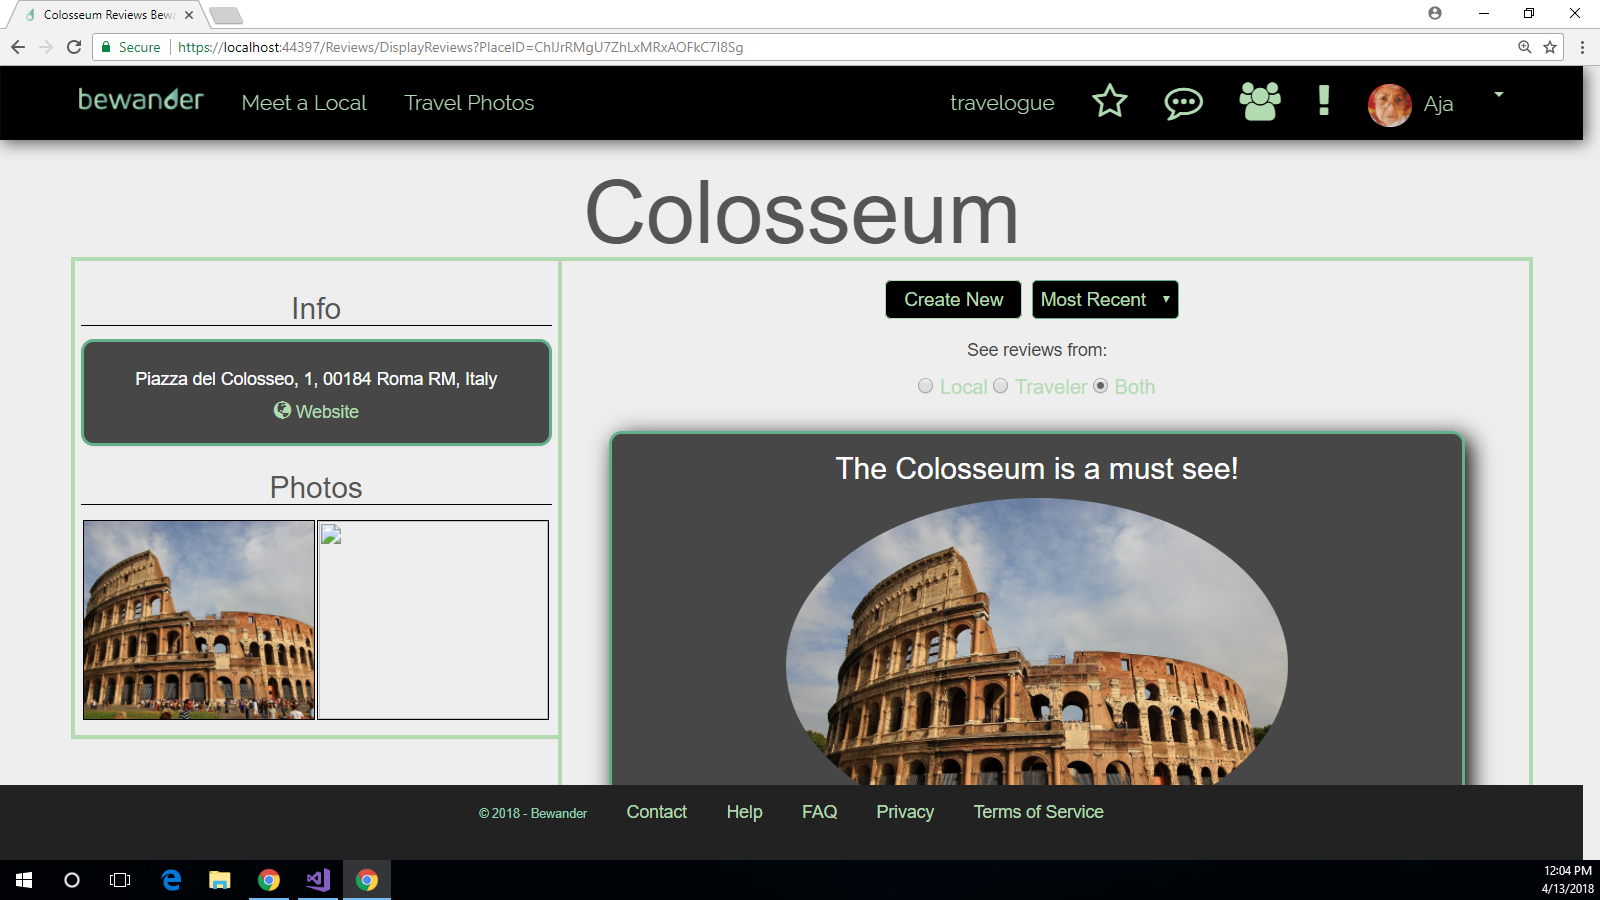 Colosseum Reviews Bewa
Secure
https://localhost:44397/Reviews/DisplayReviews?PlaceID=ChIJrRMgU7ZhLxMRxAOFkC7I8Sg
bewander
Meet a Local
Travel Photos
travelogue
Aja
Colosseum
Info
Piazza del Colosseo, 1, 00184 Roma RM, Italy
Website
Photos
Create New
Most Recent
See reviews from:
Local Traveler Both
The Colosseum is a must see!
© 2018 - Bewander
Contact
Help
FAQ
Privacy
Terms of Service
12:04 PM
4/13/2018